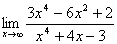 lim x→∞ (3x⁴ − 6x² + 2) / (x⁴ + 4x − 3)